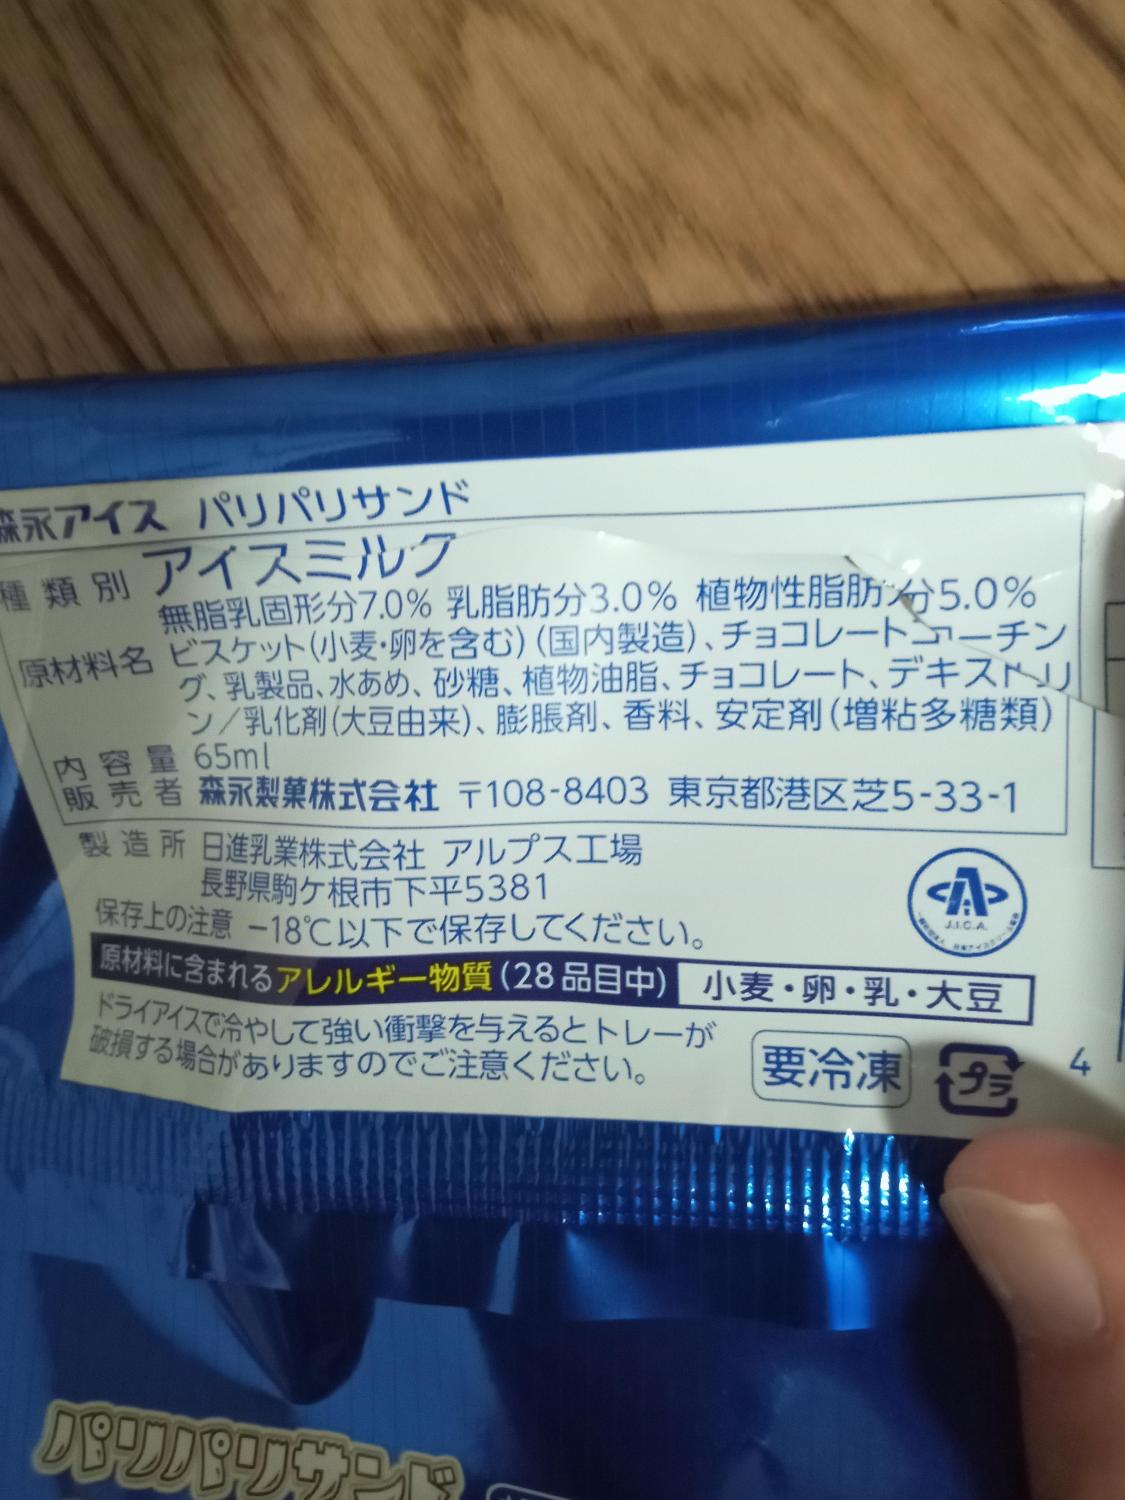 森永アイス パリパリサンド
種類別 アイスミルク
無脂乳固形分7.0% 乳脂肪分3.0% 植物性脂肪分5.0%
原材料名 ビスケット(小麦・卵を含む)(国内製造)、チョコレートコーチン
グ、乳製品、水あめ、砂糖、植物油脂、チョコレート、デキストリ
ン/乳化剤(大豆由来)、膨脹剤、香料、安定剤(増粘多糖類)
内容量 65ml
販売者 森永製菓株式会社 〒108-8403 東京都港区芝5-33-1
製造所 日進乳業株式会社 アルプス工場
長野県駒ケ根市下平5381
保存上の注意 −18℃以下で保存してください。
J.I.C.A.
原材料に含まれるアレルギー物質(28品目中) 小麦・卵・乳・大豆
ドライアイスで冷やして強い衝撃を与えるとトレーが
破損する場合がありますのでご注意ください。
要冷凍
プラ
4
パリパリサンド